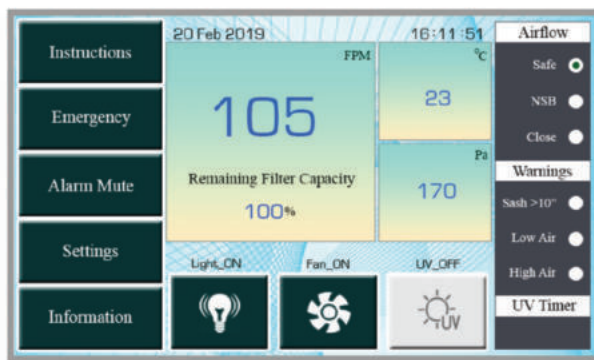 Instructions
Emergency
Alarm Mute
Settings
Information
20 Feb 2019 16:11:51
FPM
105
Remaining Filter Capacity
100%
°C
23
Pa
170
Light_ON Fan_ON UV_OFF
UV
Airflow
Safe
NSB
Close
Warnings
Sash >10"
Low Air
High Air
UV Timer